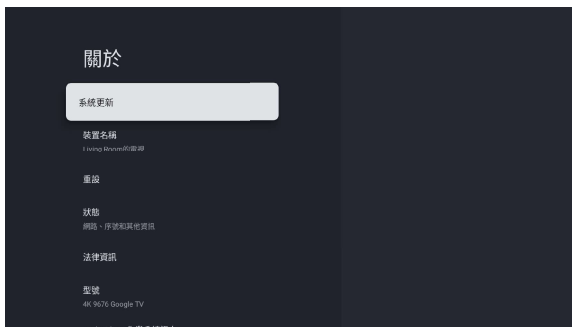 關於
系統更新
裝置名稱
Living Room的電視
重設
狀態
網路、序號和其他資訊
法律資訊
型號
4K 9676 Google TV